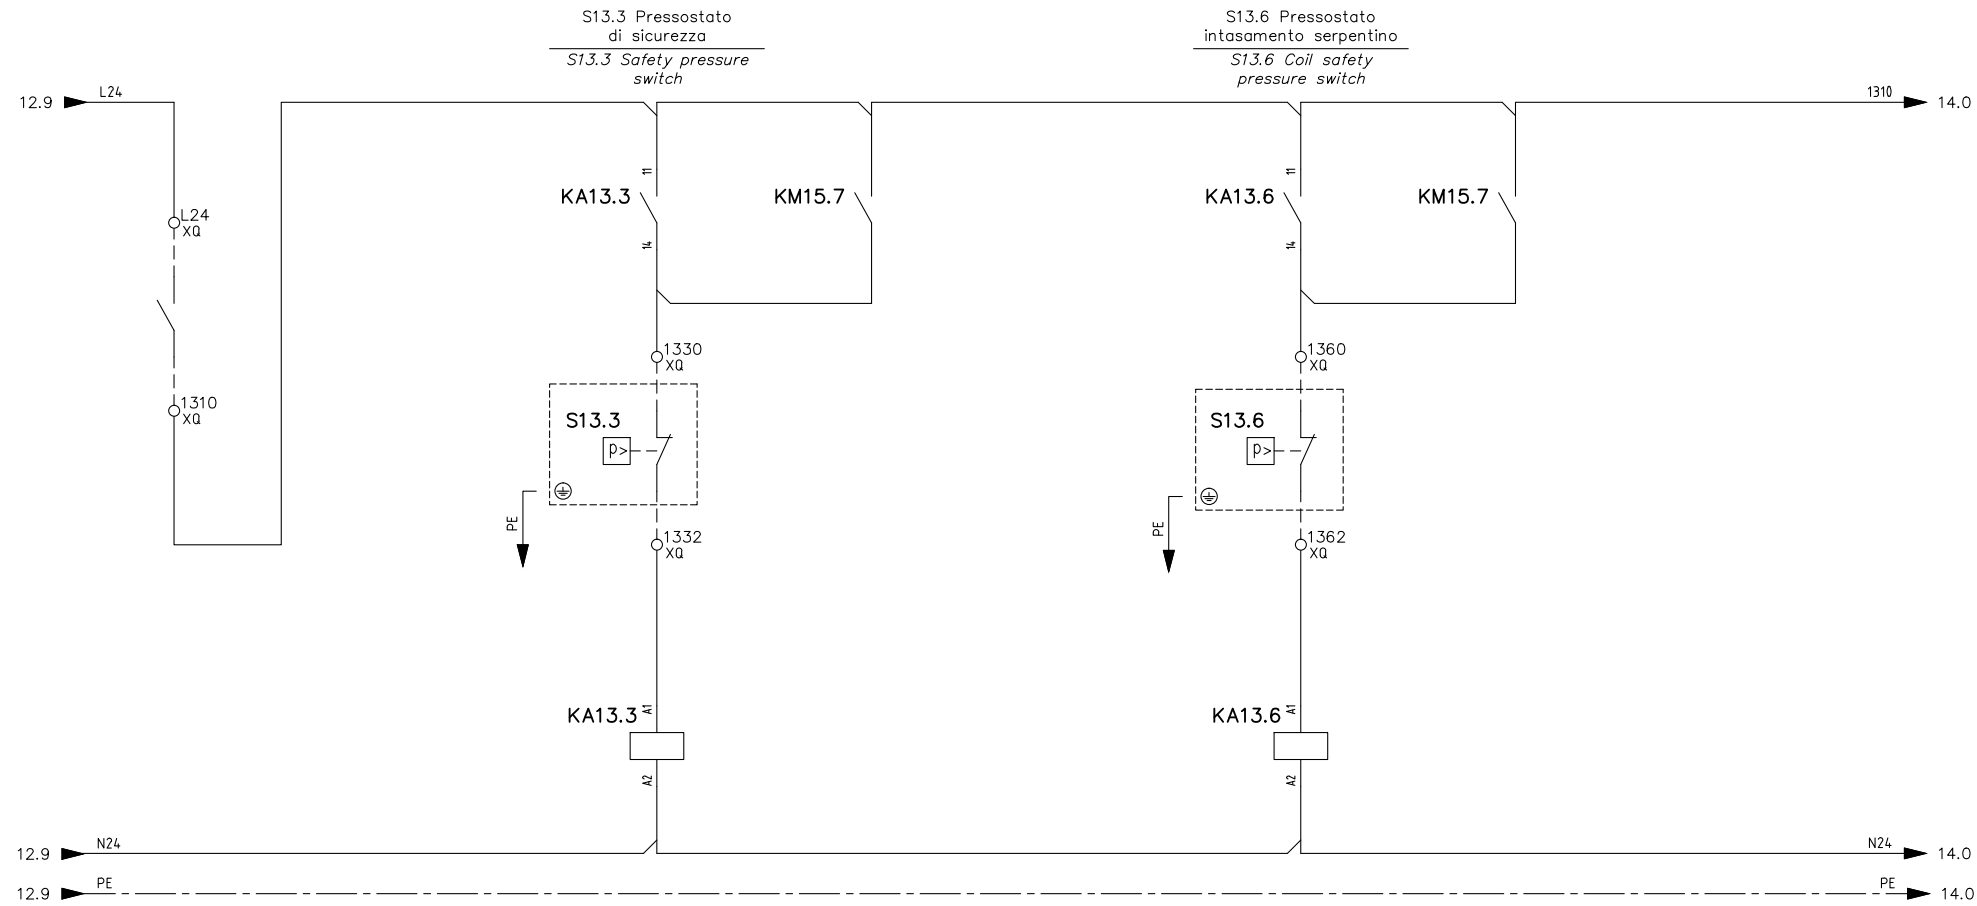 S13.3 Pressostato
di sicurezza
S13.3 Safety pressure
switch
S13.6 Pressostato
intasamento serpentino
S13.6 Coil safety
pressure switch
12.9
L24
1310
14.0
11
KA13.3
KM15.7
14
11
KA13.6
KM15.7
14
L24
XQ
1310
XQ
1330
XQ
S13.3
P>
PE
1332
XQ
1360
XQ
S13.6
P>
PE
1362
XQ
KA13.3
A1
A2
KA13.6
A1
A2
12.9
N24
N24
14.0
12.9
PE
PE
14.0